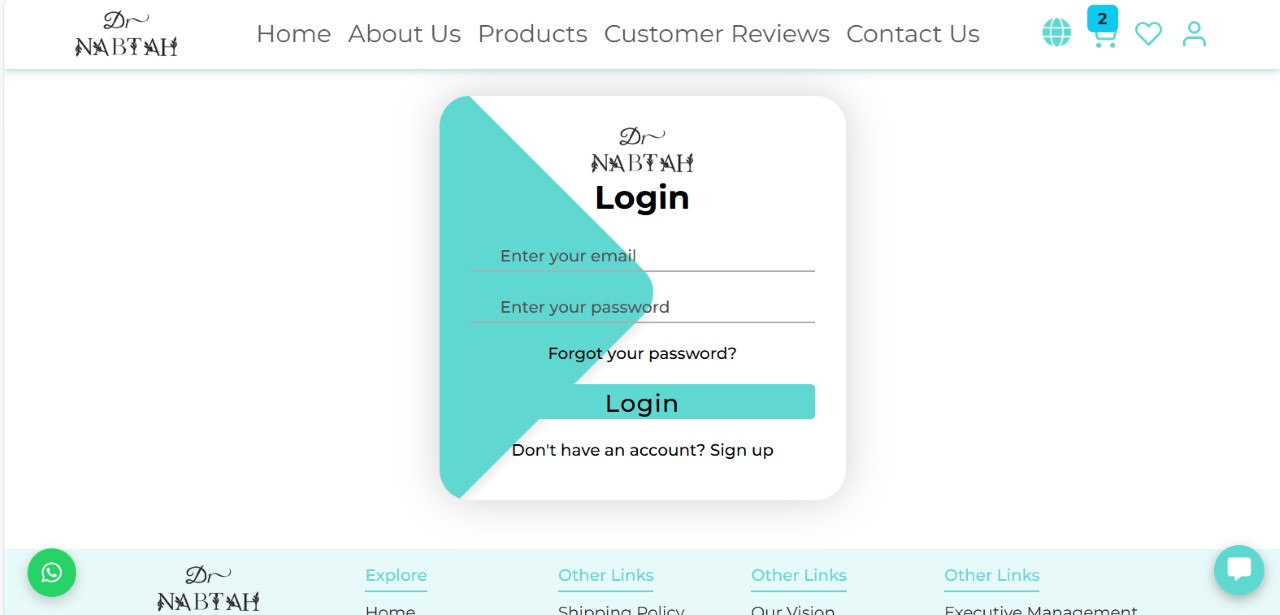 Dr
NABTAH
Home About Us Products Customer Reviews Contact Us
2
Dr
NABTAH
Login
Enter your email
Enter your password
Forgot your password?
Login
Don't have an account? Sign up
Dr
NABTAH
Explore Other Links Other Links Other Links
Home Shipping Policy Our Vision Executive Management